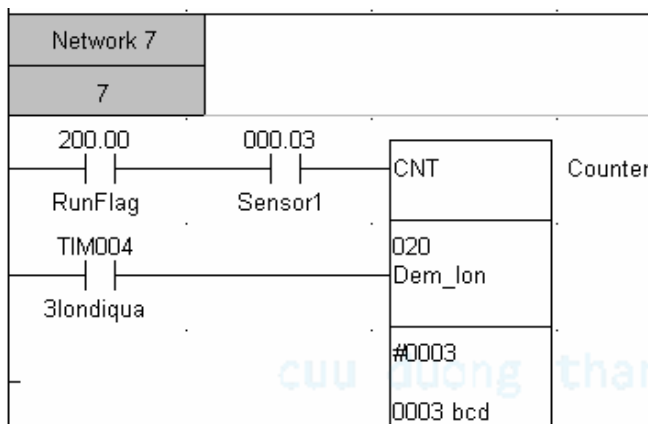 Network 7
7
200.00
000.03
CNT
Counter
RunFlag
Sensor1
TIM004
020
Dem_lon
3londiqua
#0003
cuu duong than
0003 bcd